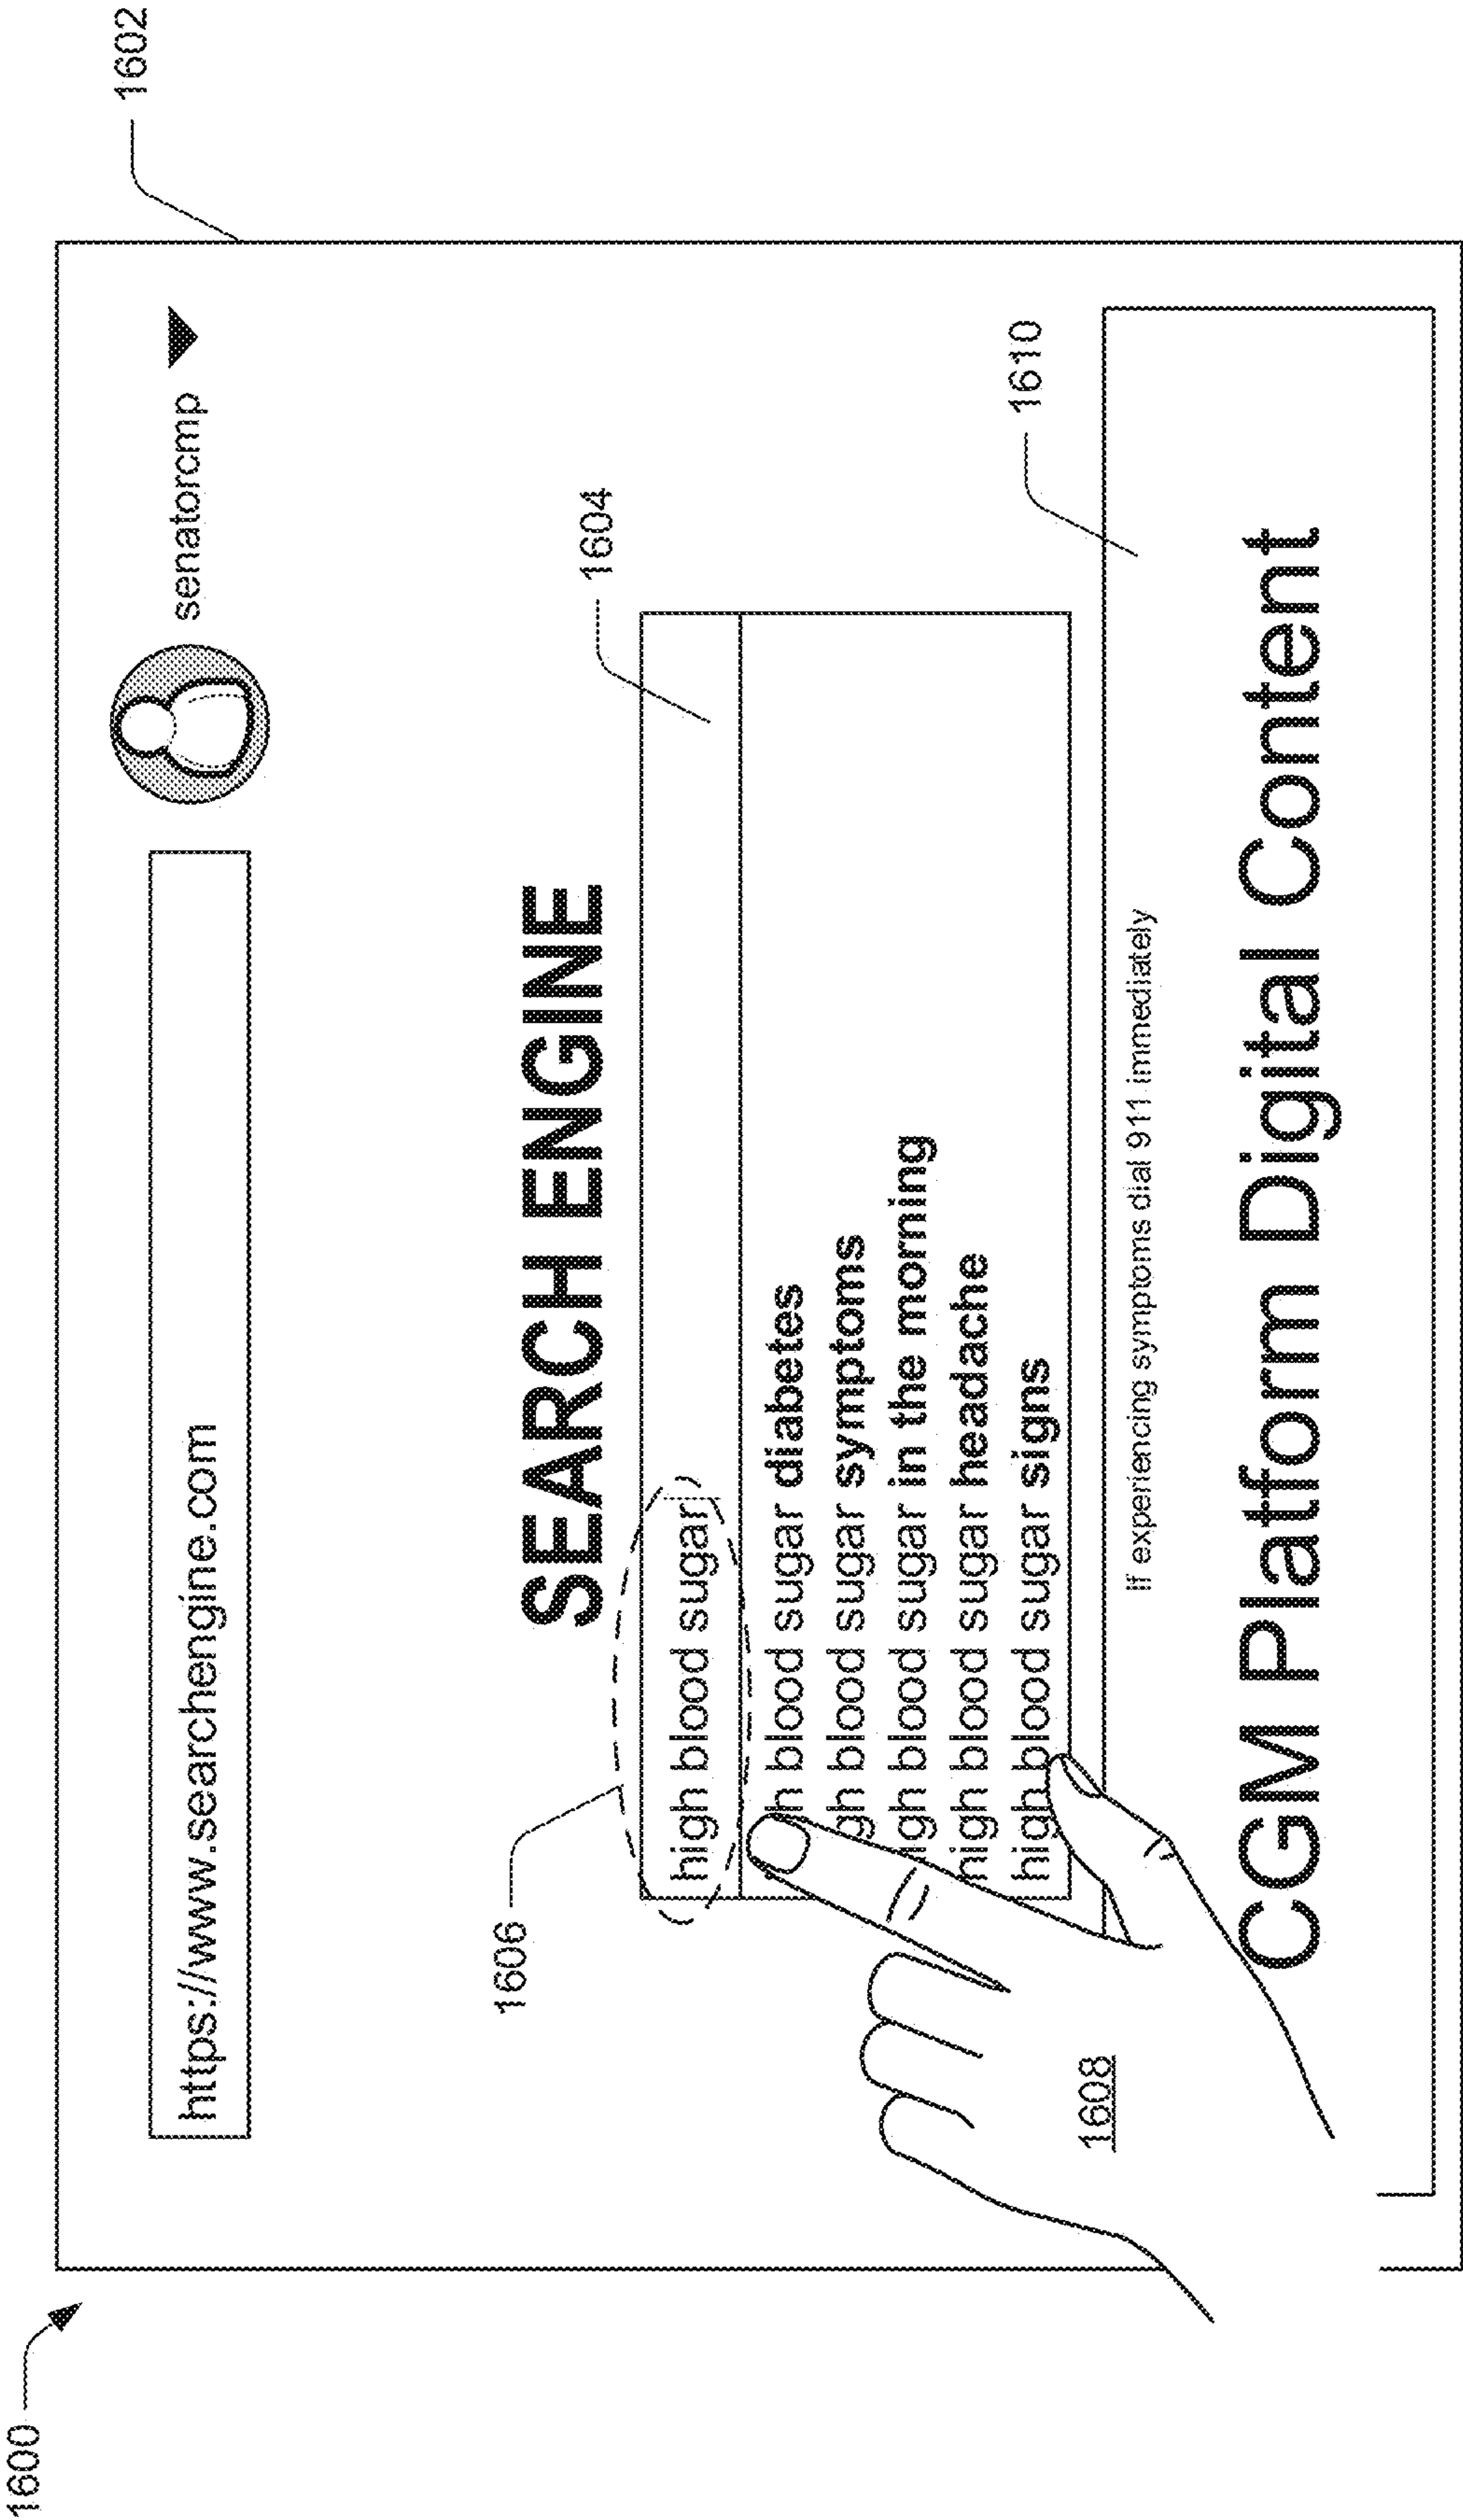 1600
1602
https://www.searchengine.com
senatorcmp
SEARCH ENGINE
1606
1604
high blood sugar
h blood sugar diabetes
gh blood sugar symptoms
igh blood sugar in the morning
high blood sugar headache
high blood sugar signs
1610
If experiencing symptoms dial 911 immediately
1608
CGM Platform Digital Content